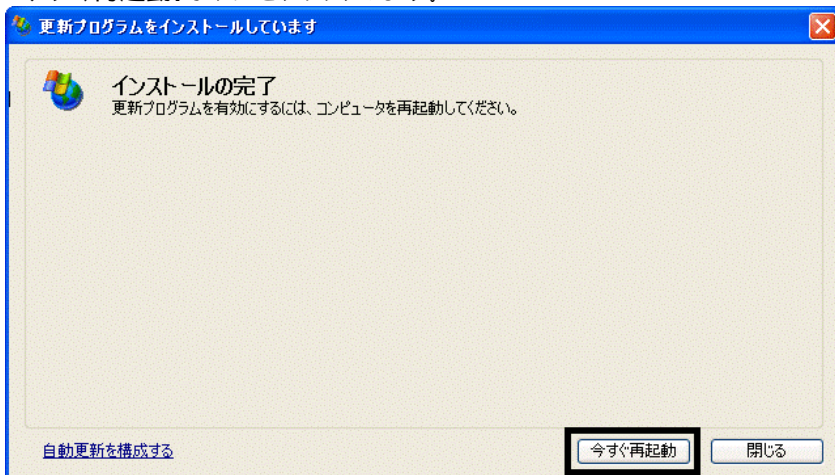 更新プログラムをインストールしています
インストールの完了
更新プログラムを有効にするには、コンピュータを再起動してください。
自動更新を構成する
今すぐ再起動
閉じる